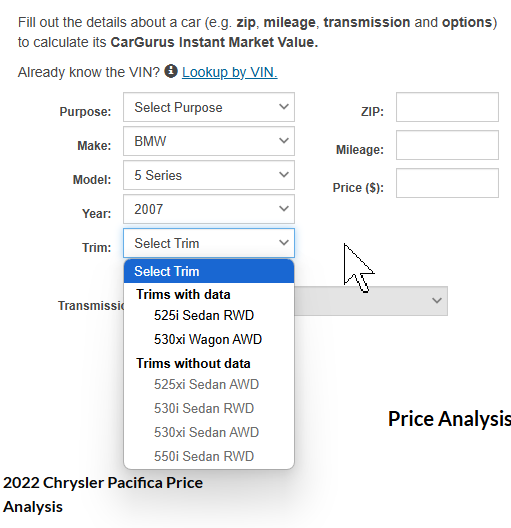 Fill out the details about a car (e.g. zip, mileage, transmission and options)
to calculate its CarGurus Instant Market Value.
Already know the VIN? Lookup by VIN.
Purpose: Select Purpose
ZIP:
Make: BMW
Mileage:
Model: 5 Series
Price ($):
Year: 2007
Trim: Select Trim
Select Trim
Trims with data
525i Sedan RWD
Transmissio
530xi Wagon AWD
Trims without data
525xi Sedan AWD
530i Sedan RWD
530xi Sedan AWD
550i Sedan RWD
Price Analysis
2022 Chrysler Pacifica Price
Analysis